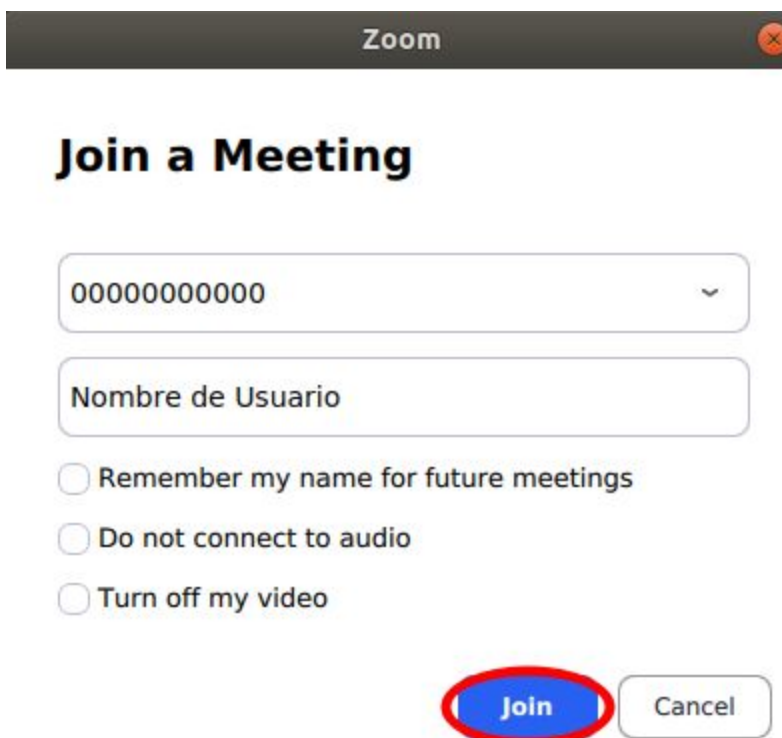 Zoom
Join a Meeting
00000000000
Nombre de Usuario
Remember my name for future meetings
Do not connect to audio
Turn off my video
Join Cancel